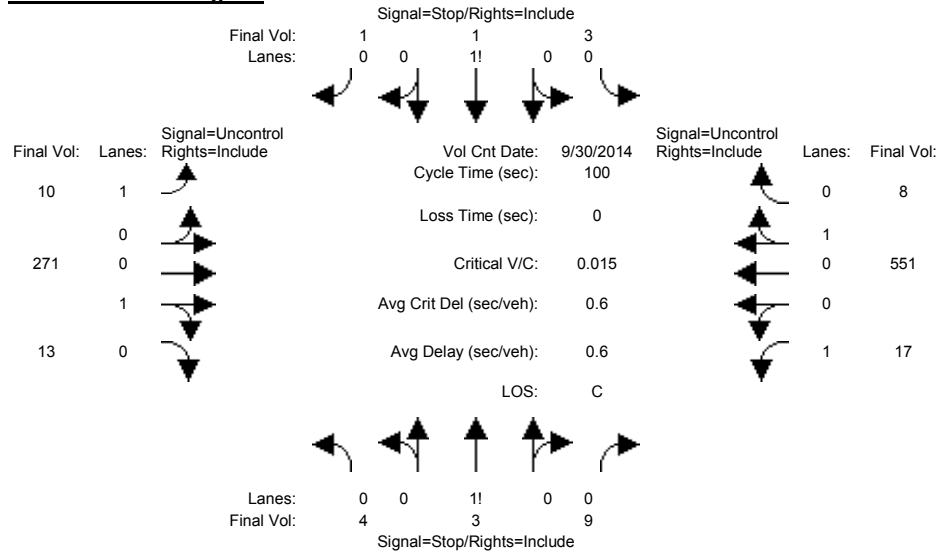 Signal=Stop/Rights=Include
Final Vol: 1 1 3
Lanes: 0 0 1! 0 0
Signal=Uncontrol Signal=Uncontrol
Final Vol: Lanes: Rights=Include Vol Cnt Date: 9/30/2014 Rights=Include Lanes: Final Vol:
Cycle Time (sec): 100
10 1 0 8
Loss Time (sec): 0
0 1
271 0 Critical V/C: 0.015 0 551
1 Avg Crit Del (sec/veh): 0.6 0
13 0 Avg Delay (sec/veh): 0.6 1 17
LOS: C
Lanes: 0 0 1! 0 0
Final Vol: 4 3 9
Signal=Stop/Rights=Include